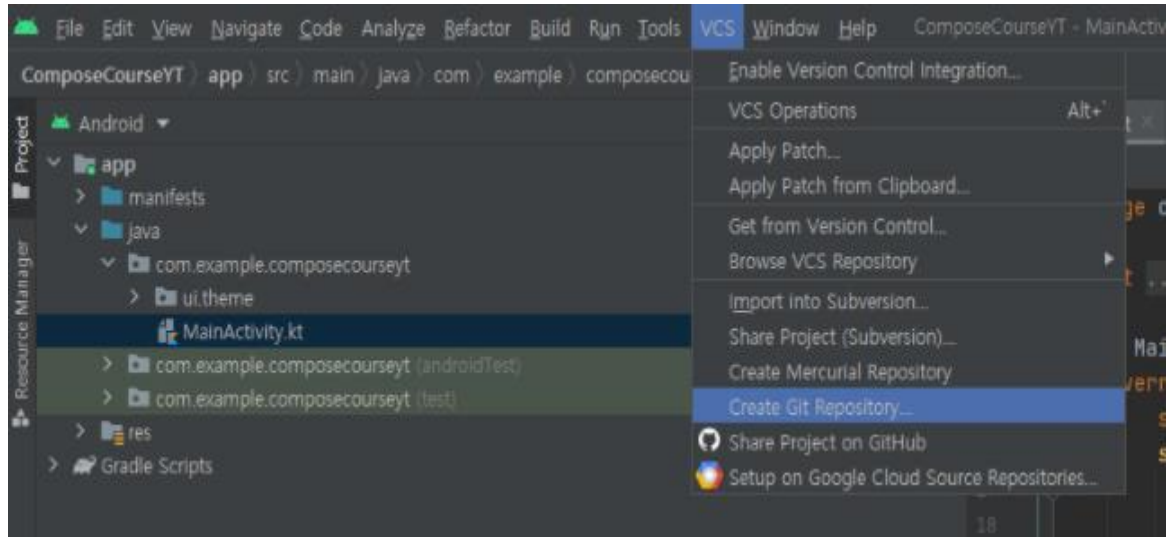 File Edit View Navigate Code Analyze Refactor Build Run Tools VCS Window Help ComposeCourseYT - MainActiv
ComposeCourseYT app src main java com example composecou
Project
Resource Manager
Android
app
manifests
java
com.example.composecourseyt
ui.theme
MainActivity.kt
com.example.composecourseyt (androidTest)
com.example.composecourseyt (test)
res
Gradle Scripts
Enable Version Control Integration...
VCS Operations Alt+`
Apply Patch...
Apply Patch from Clipboard...
Get from Version Control...
Browse VCS Repository
Import into Subversion...
Share Project (Subversion)...
Create Mercurial Repository
Create Git Repository...
Share Project on GitHub
Setup on Google Cloud Source Repositories...
Mai
18